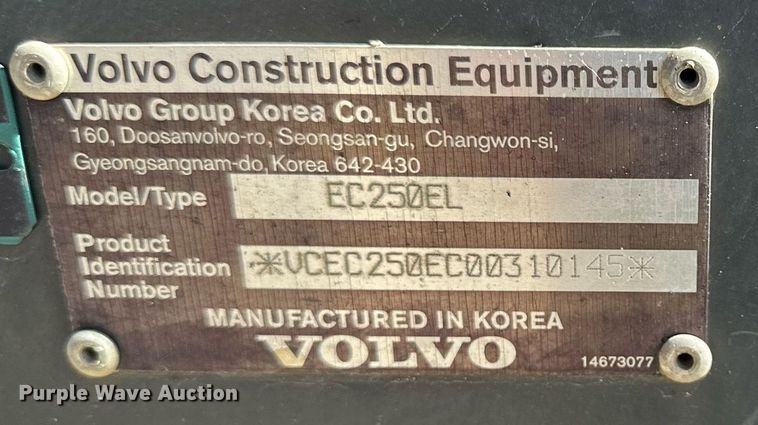 Volvo Construction Equipment
Volvo Group Korea Co. Ltd.
160, Doosanvolvo-ro, Seongsan-gu, Changwon-si,
Gyeongsangnam-do, Korea 642-430
Model/Type EC250EL
Product
Identification *VCEC250EC00310145*
Number
MANUFACTURED IN KOREA
VOLVO
14673077
Purple Wave Auction